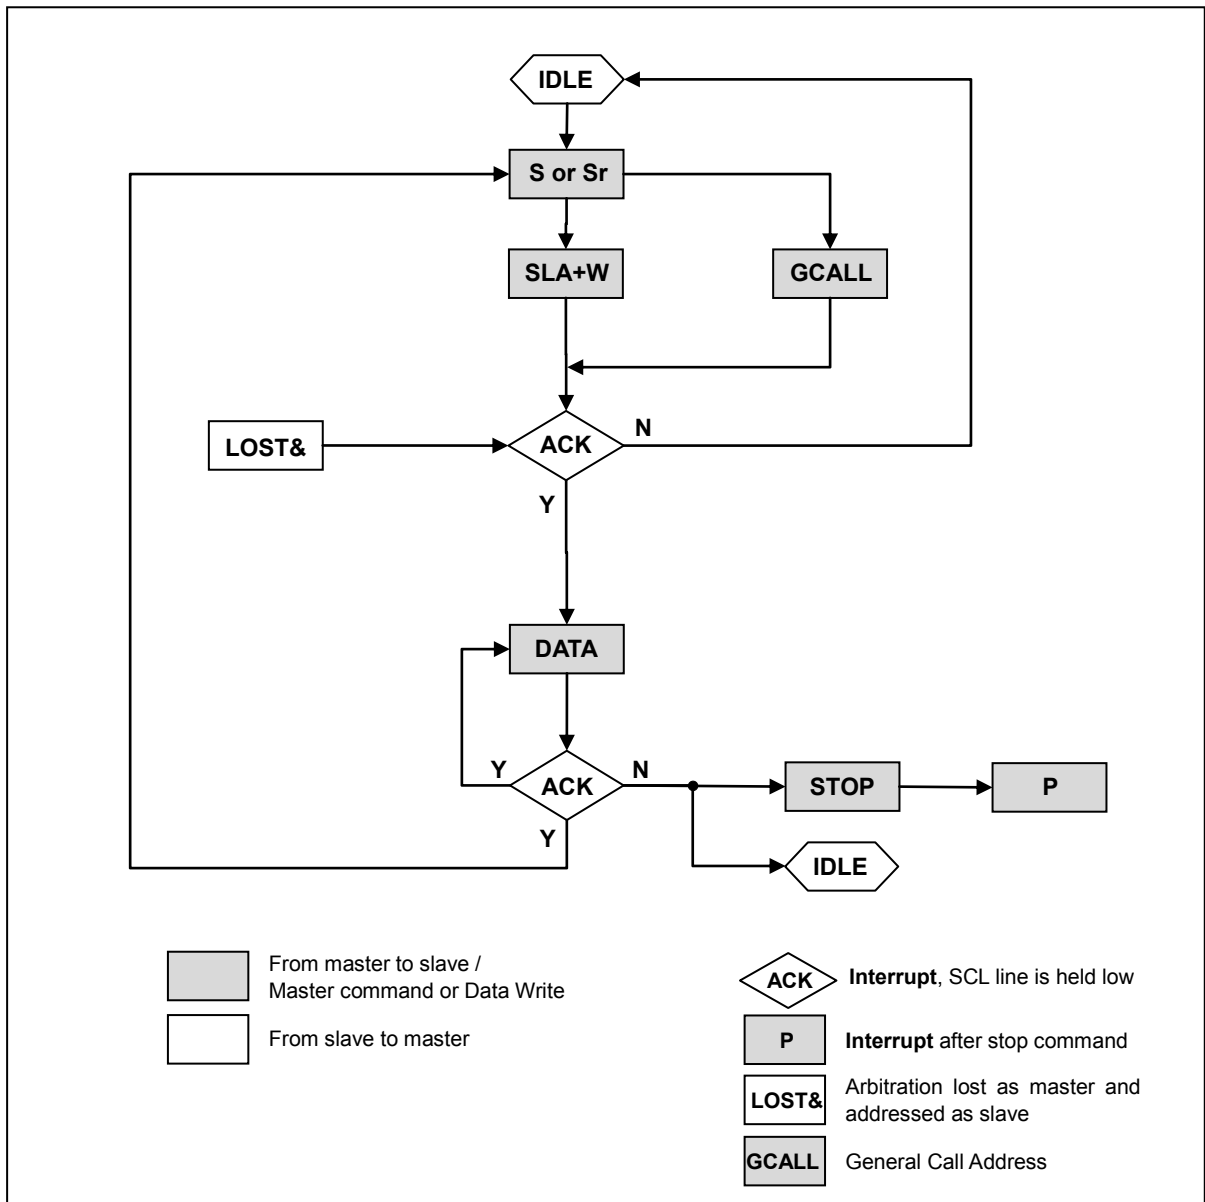 IDLE
S or Sr
SLA+W
GCALL
LOST&
ACK
N
Y
DATA
Y
ACK
N
STOP
P
Y
IDLE
From master to slave /
Master command or Data Write
From slave to master
ACK
Interrupt, SCL line is held low
P
Interrupt after stop command
LOST&
Arbitration lost as master and
addressed as slave
GCALL
General Call Address